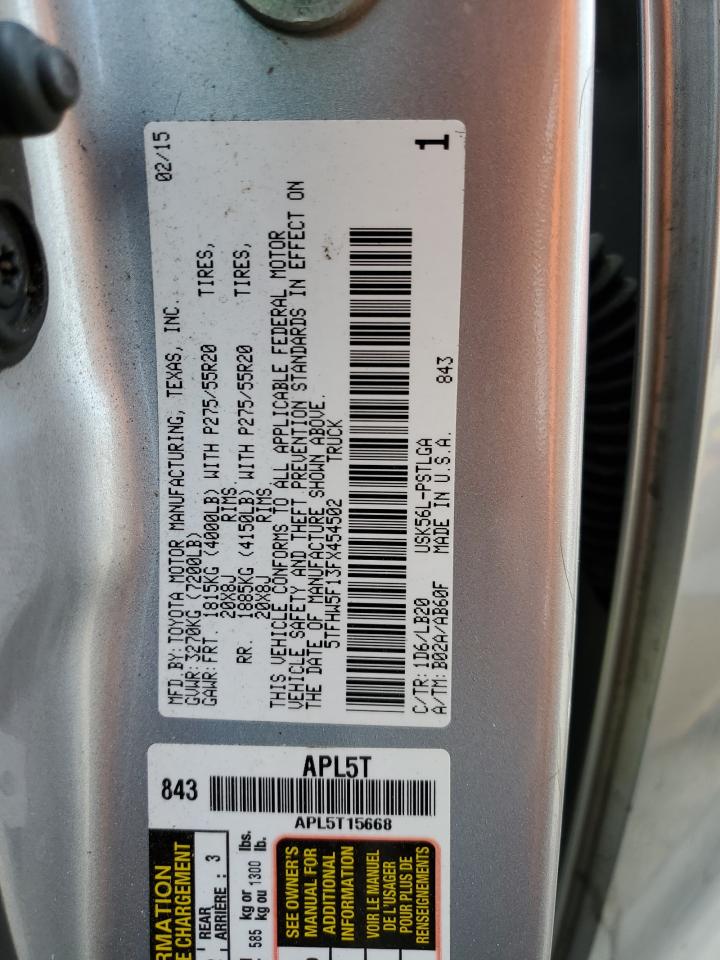 02/15
MFD.BY:TOYOTA MOTOR MANUFACTURING, TEXAS, INC.
GVWR:3270KG (7200LB)
GAWR:FRT. 1815KG (4000LB) WITH P275/55R20 TIRES,
20X8J RIMS
RR. 1885KG (4150LB) WITH P275/55R20 TIRES,
20X8J RIMS
THIS VEHICLE CONFORMS TO ALL APPLICABLE FEDERAL MOTOR
VEHICLE SAFETY AND THEFT PREVENTION STANDARDS IN EFFECT ON
THE DATE OF MANUFACTURE SHOWN ABOVE.
5TFHW5F13FX454502 TRUCK
C/TR:1D6/LB20 USK56L-PSTLGA 843
A/TM:B02A/AB60F MADE IN U.S.A.
1
APL5T
843
APL5T15668
REAR
ARRIÈRE : 3
585 kg or 1300 lbs.
kg ou lb.
SEE OWNER'S
MANUAL FOR
ADDITIONAL
INFORMATION
VOIR LE MANUEL
DE L'USAGER
POUR PLUS DE
RENSEIGNEMENTS